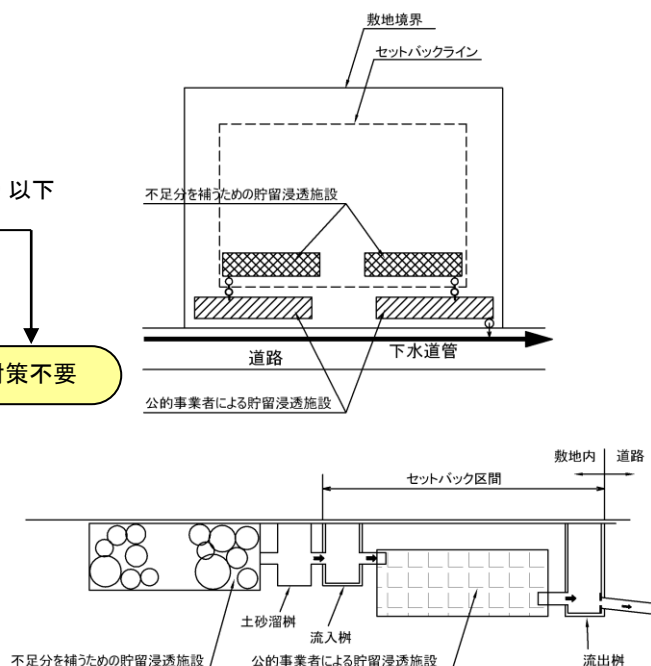 敷地境界
セットバックライン
以下
不足分を補うための貯留浸透施設
道路
下水道管
対策不要
公的事業者による貯留浸透施設
敷地内
道路
セットバック区間
土砂溜桝
流入桝
不足分を補うための貯留浸透施設
公的事業者による貯留浸透施設
流出桝